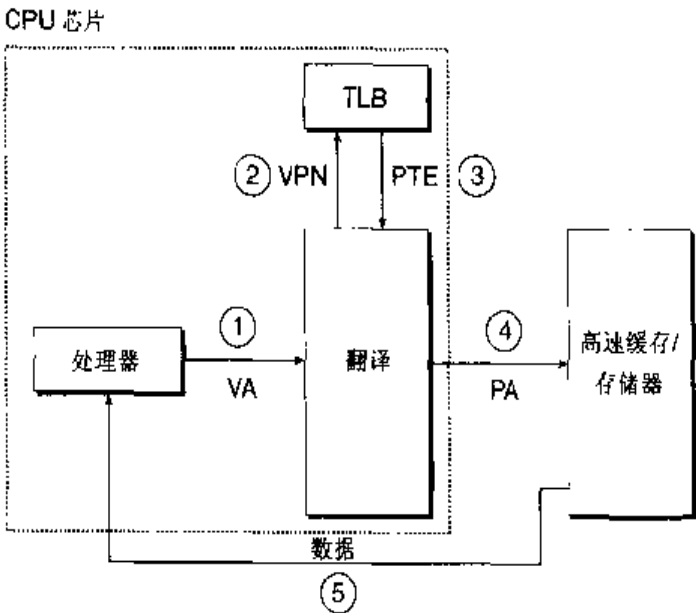 CPU 芯片
TLB
② VPN
PTE ③
①
④
处理器
翻译
高速缓存/
存储器
VA
PA
数据
⑤